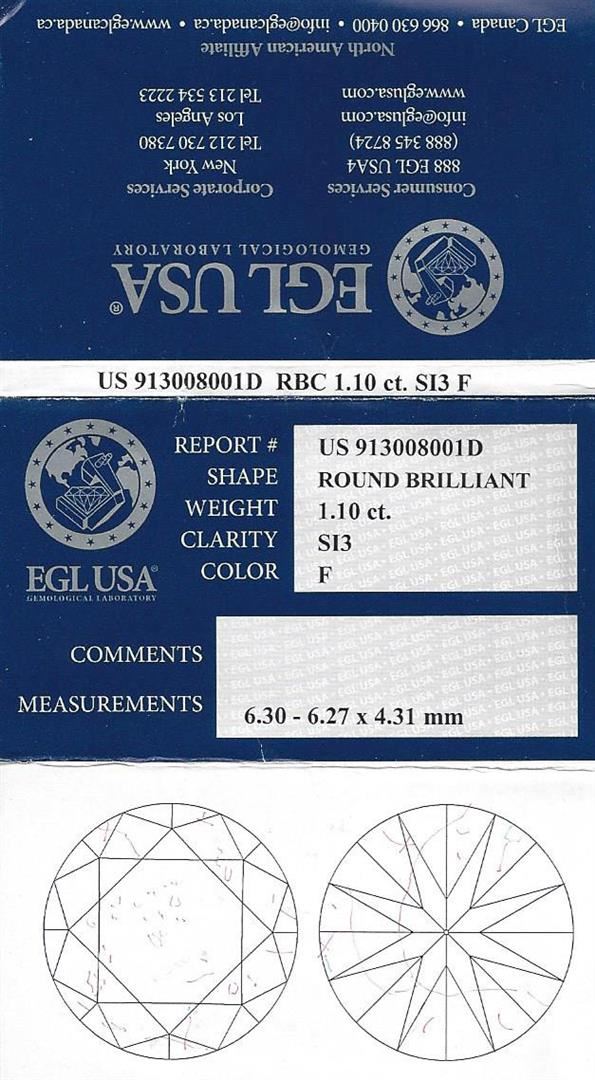 EGL Canada • 866 630 0400 • info@eglcanada.ca • www.eglcanada.ca
North American Affiliate
Consumer Services
888 EGL USA4
(888 345 8724)
info@eglusa.com
www.eglusa.com
Corporate Services
New York
Tel 212 730 7380
Los Angeles
Tel 213 534 2223
EGL USA®
GEMOLOGICAL LABORATORY
US 913008001D RBC 1.10 ct. SI3 F
EGL USA®
GEMOLOGICAL LABORATORY
REPORT # US 913008001D
SHAPE ROUND BRILLIANT
WEIGHT 1.10 ct.
CLARITY SI3
COLOR F
COMMENTS
MEASUREMENTS 6.30 - 6.27 x 4.31 mm